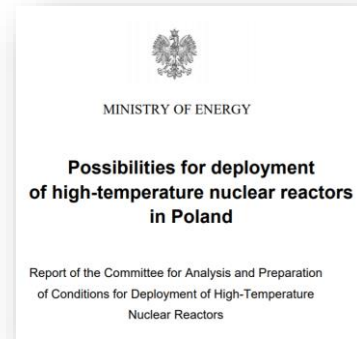 MINISTRY OF ENERGY
Possibilities for deployment
of high-temperature nuclear reactors
in Poland
Report of the Committee for Analysis and Preparation
of Conditions for Deployment of High-Temperature
Nuclear Reactors